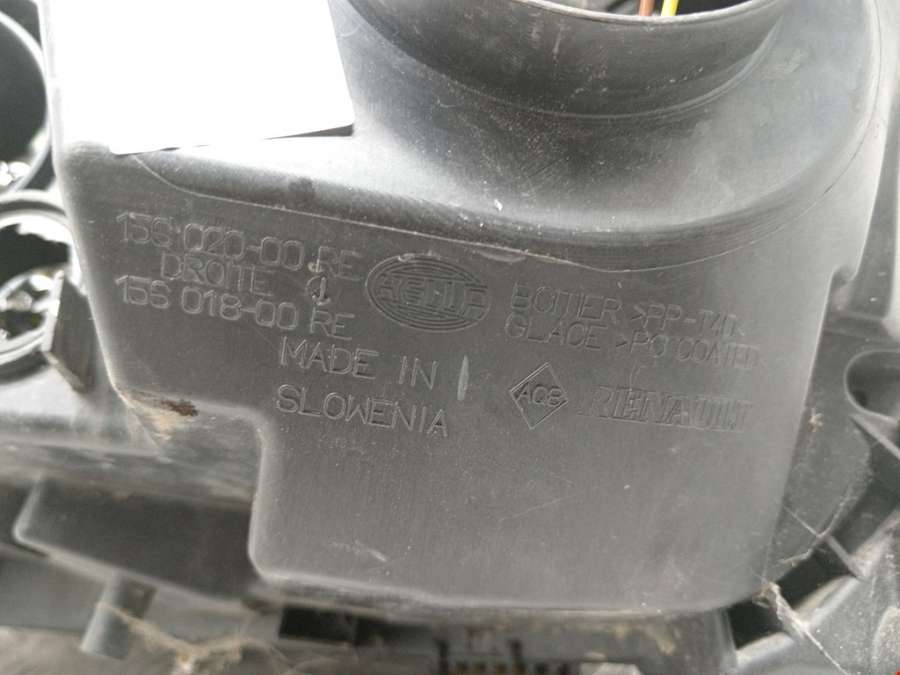 15S 020-00 RE
DROITE
15S 018-00 RE
HELLA
BOITIER >PP-T40<
GLACE >PC COATED<
MADE IN
SLOWENIA
AQ8
RENAULT